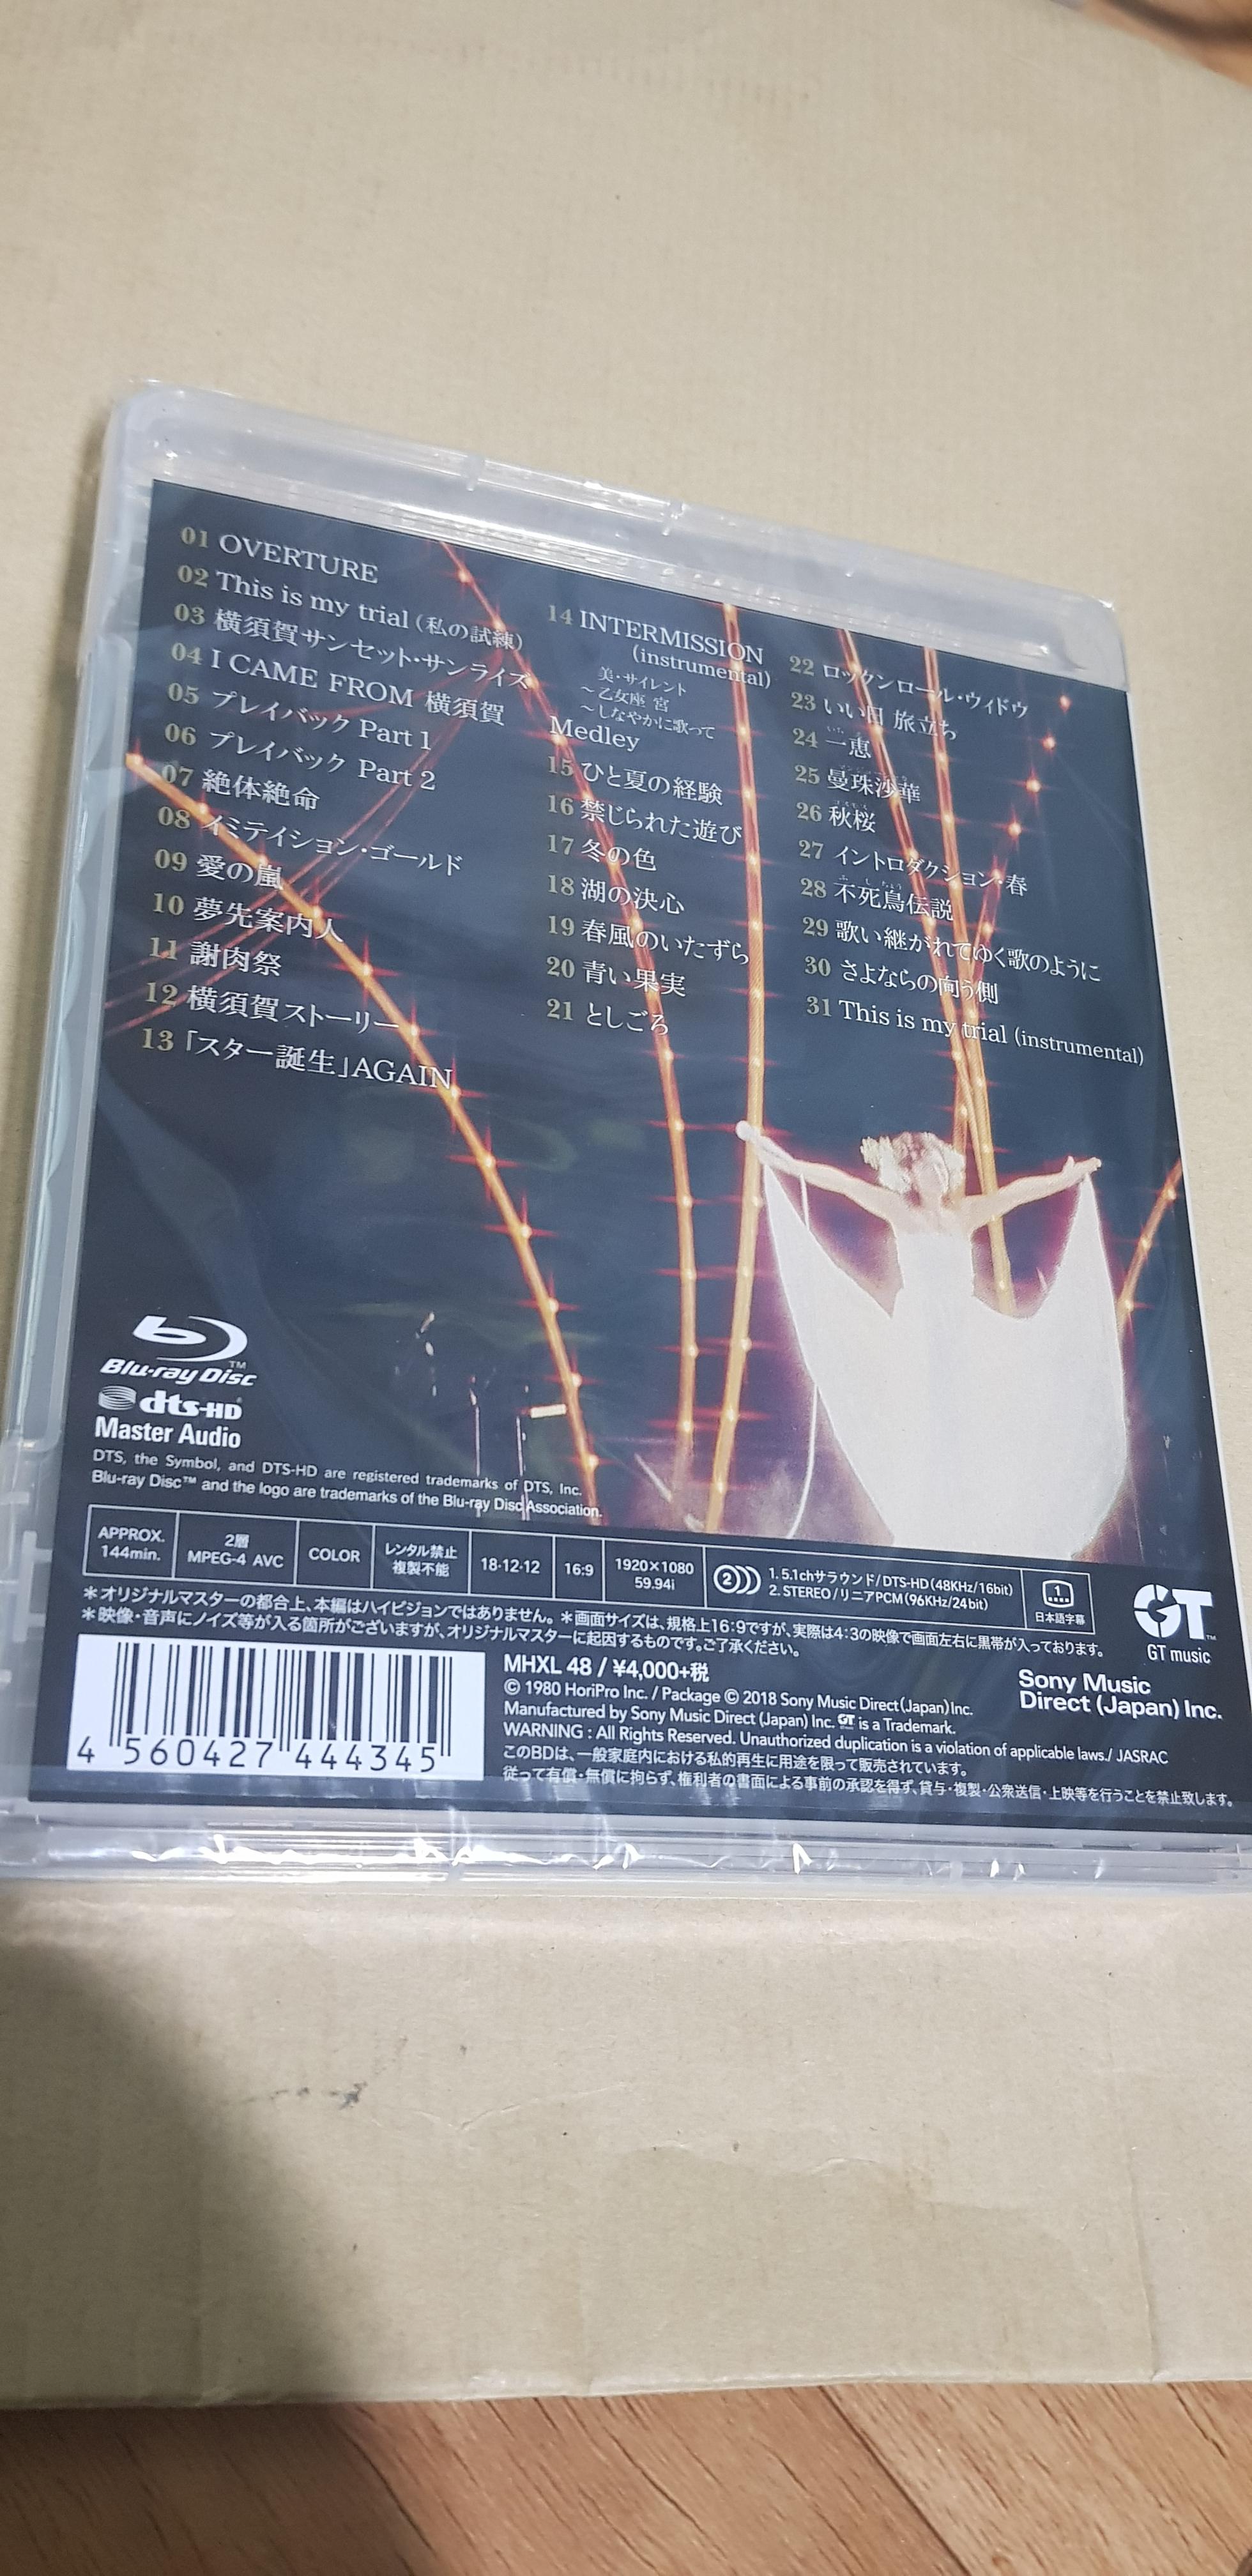 01 OVERTURE
02 This is my trial (私の試練)
03 横須賀サンセット・サンライズ
04 I CAME FROM 横須賀
05 プレイバック Part 1
06 プレイバック Part 2
07 絶体絶命
08 イミテイション・ゴールド
09 愛の嵐
10 夢先案内人
11 謝肉祭
12 横須賀ストーリー
13 「スター誕生」AGAIN
14 INTERMISSION
(instrumental)
美・サイレント
～乙女座 宮
～しなやかに歌って
Medley
15 ひと夏の経験
16 禁じられた遊び
17 冬の色
18 湖の決心
19 春風のいたずら
20 青い果実
21 としごろ
22 ロックンロール・ウィドウ
23 いい日 旅立ち
24 一恵
25 曼珠沙華
26 秋桜
27 イントロダクション・春
28 不死鳥伝説
29 歌い継がれてゆく歌のように
30 さよならの向う側
31 This is my trial (instrumental)
Blu-ray Disc™
dts-HD
Master Audio
DTS, the Symbol, and DTS-HD are registered trademarks of DTS, Inc.
Blu-ray Disc™ and the logo are trademarks of the Blu-ray Disc Association.
APPROX.
144min.
2層
MPEG-4 AVC
COLOR
レンタル禁止
複製不能
18・12・12
16:9
1920×1080
59.94i
2
1. 5.1chサラウンド/DTS-HD(48KHz/16bit)
2. STEREO/リニアPCM(96KHz/24bit)
1
日本語字幕
GT™
GT music
＊オリジナルマスターの都合上、本編はハイビジョンではありません。＊画面サイズは、規格上16:9ですが、実際は4:3の映像で画面左右に黒帯が入っております。
＊映像・音声にノイズ等が入る箇所がございますが、オリジナルマスターに起因するものです。ご了承ください。
4 560427 444345
MHXL 48 / ¥4,000+税
© 1980 HoriPro Inc. / Package © 2018 Sony Music Direct (Japan) Inc.
Manufactured by Sony Music Direct (Japan) Inc. GT is a Trademark.
WARNING : All Rights Reserved. Unauthorized duplication is a violation of applicable laws./ JASRAC
このBDは、一般家庭内における私的再生に用途を限って販売されています。
従って有償・無償に拘らず、権利者の書面による事前の承認を得ず、貸与・複製・公衆送信・上映等を行うことを禁止致します。
Sony Music
Direct (Japan) Inc.